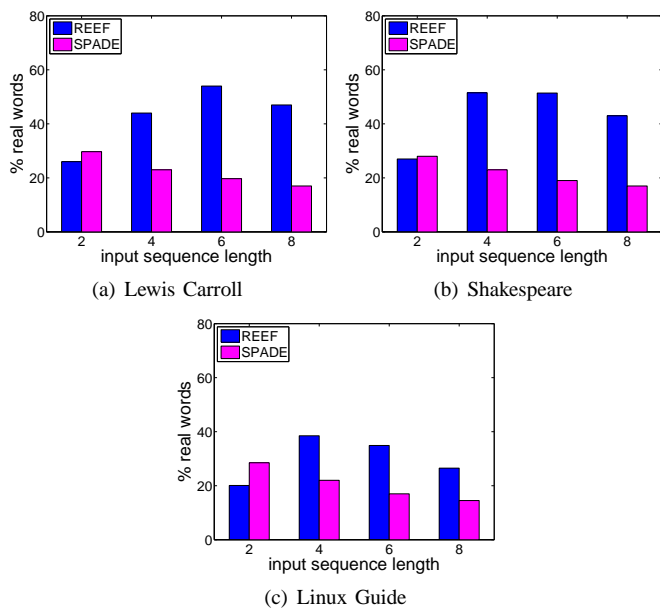 80
REEF
SPADE
60
40
20
0
% real words
2 4 6 8
input sequence length
(a) Lewis Carroll
80
REEF
SPADE
60
40
20
0
% real words
2 4 6 8
input sequence length
(b) Shakespeare
80
REEF
SPADE
60
40
20
0
% real words
2 4 6 8
input sequence length
(c) Linux Guide